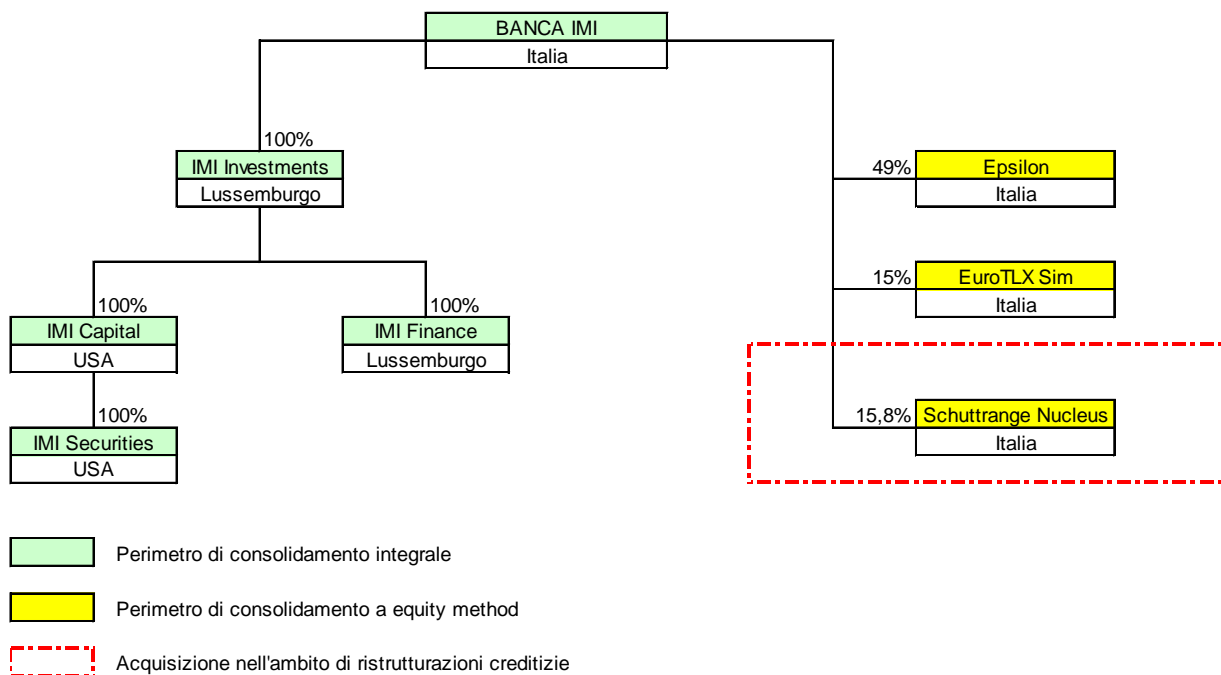 BANCA IMI
Italia
100%
IMI Investments
Lussemburgo
49%
Epsilon
Italia
15%
EuroTLX Sim
Italia
100%
IMI Capital
USA
100%
IMI Finance
Lussemburgo
100%
IMI Securities
USA
15,8%
Schuttrange Nucleus
Italia
Perimetro di consolidamento integrale
Perimetro di consolidamento a equity method
Acquisizione nell'ambito di ristrutturazioni creditizie